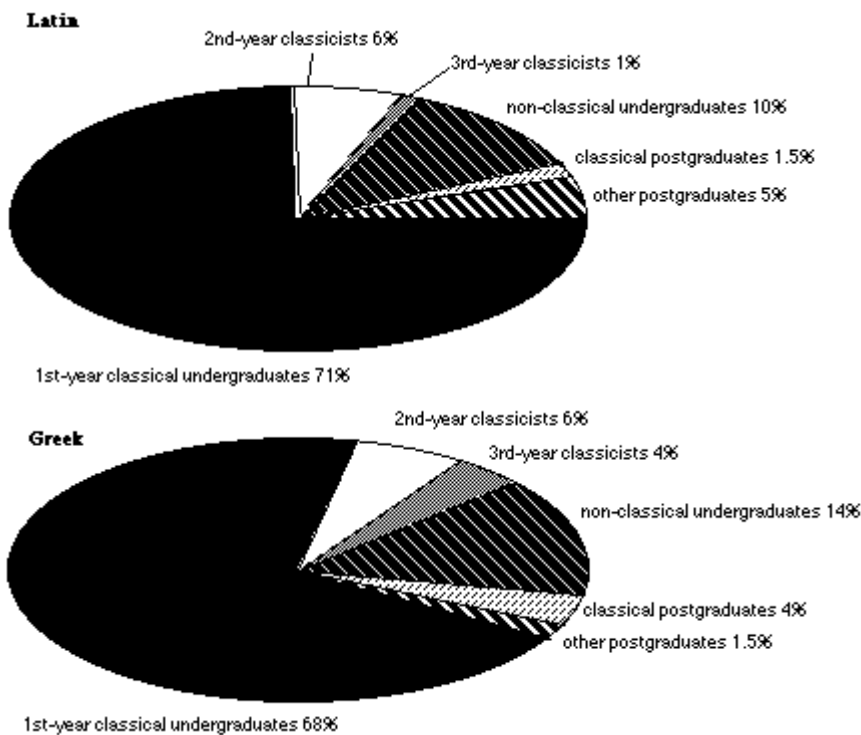 Latin
2nd-year classicists 6%
3rd-year classicists 1%
non-classical undergraduates 10%
classical postgraduates 1.5%
other postgraduates 5%
1st-year classical undergraduates 71%
Greek
2nd-year classicists 6%
3rd-year classicists 4%
non-classical undergraduates 14%
classical postgraduates 4%
other postgraduates 1.5%
1st-year classical undergraduates 68%